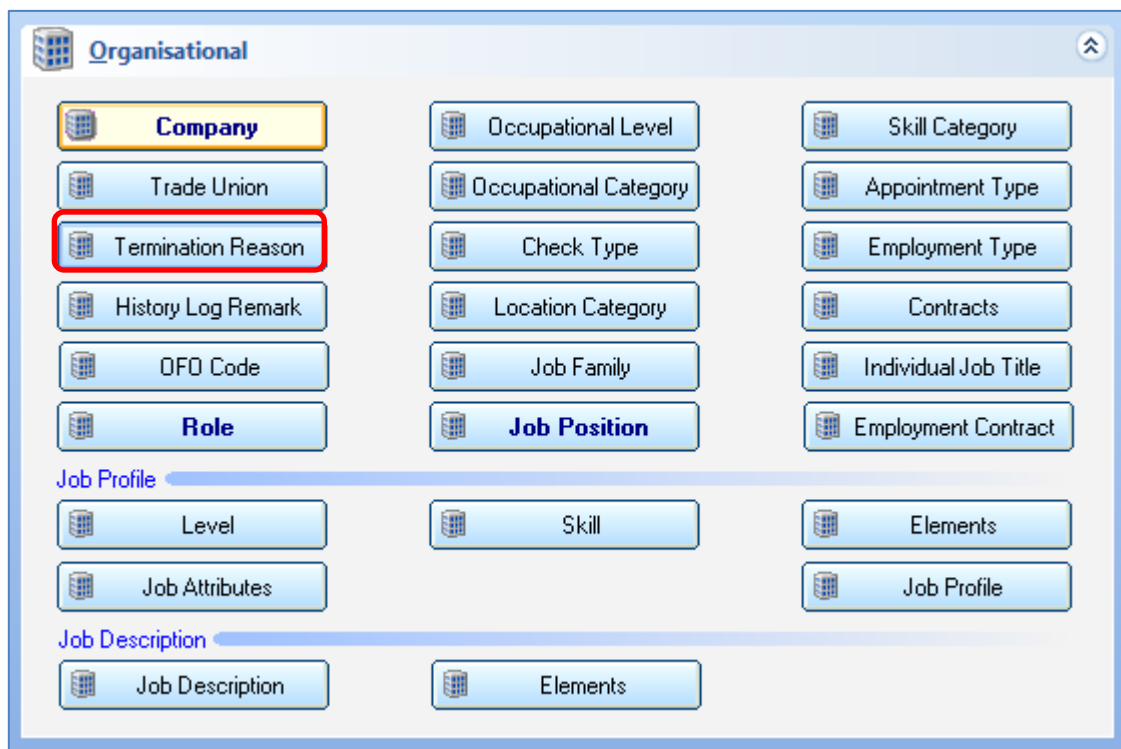 Organisational
Company
Occupational Level
Skill Category
Trade Union
Occupational Category
Appointment Type
Termination Reason
Check Type
Employment Type
History Log Remark
Location Category
Contracts
OFO Code
Job Family
Individual Job Title
Role
Job Position
Employment Contract
Job Profile
Level
Skill
Elements
Job Attributes
Job Profile
Job Description
Job Description
Elements